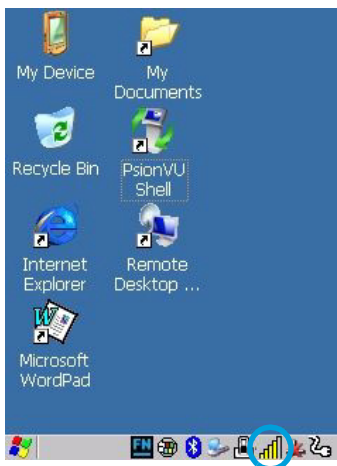 My Device
My
Documents
Recycle Bin
PsionVU
Shell
Internet
Explorer
Remote
Desktop ...
Microsoft
WordPad
FN